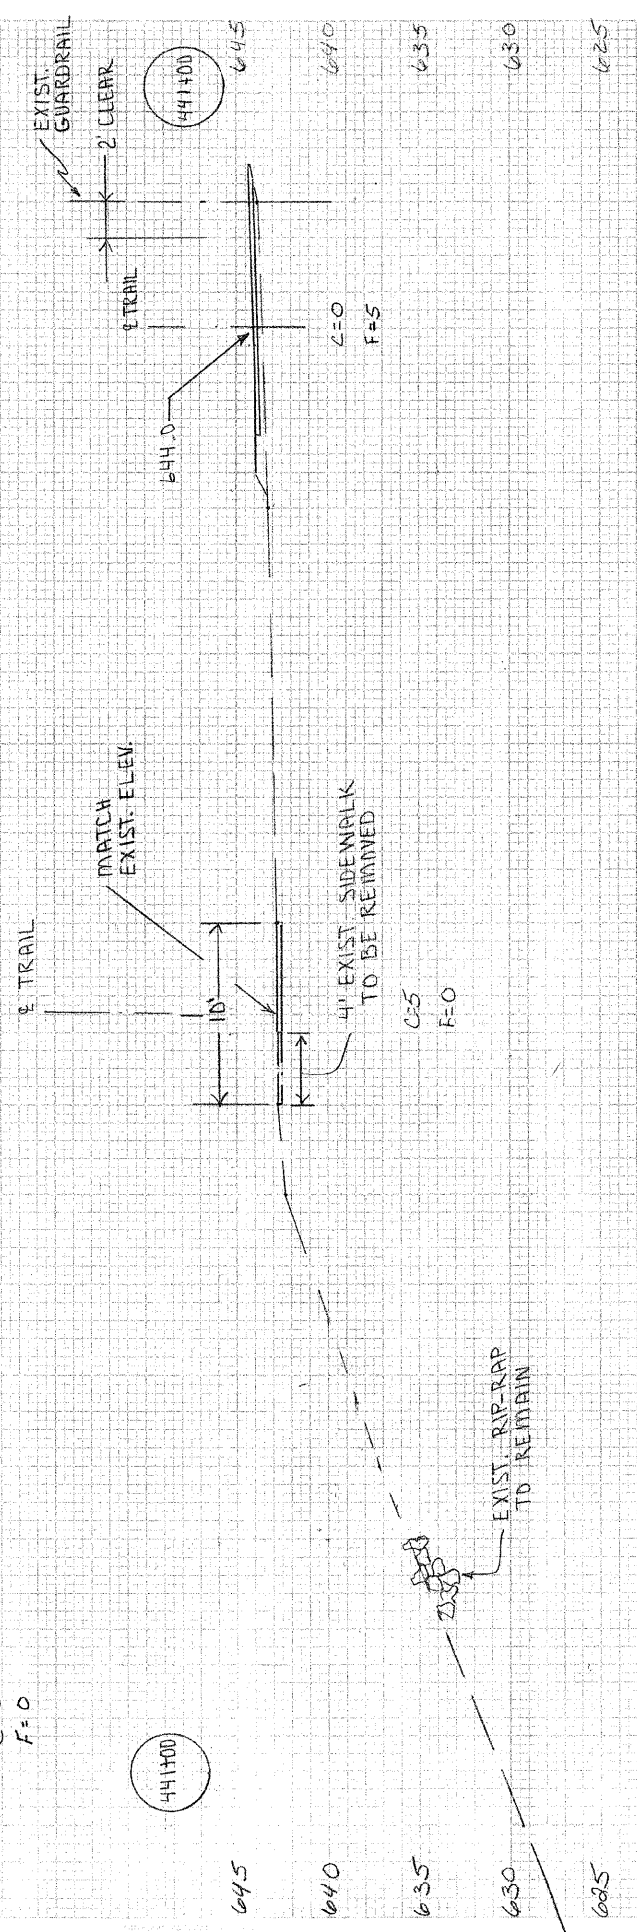 EXIST.
GUARDRAIL
2' CLEAR
441+00
645
640
635
630
625
℄ TRAIL
644.0
C=0
F=5
MATCH
EXIST. ELEV.
℄ TRAIL
10'
4' EXIST. SIDEWALK
TO BE REMOVED
C=5
F=0
EXIST. RIP-RAP
TO REMAIN
F=0
441+00
645
640
635
630
625